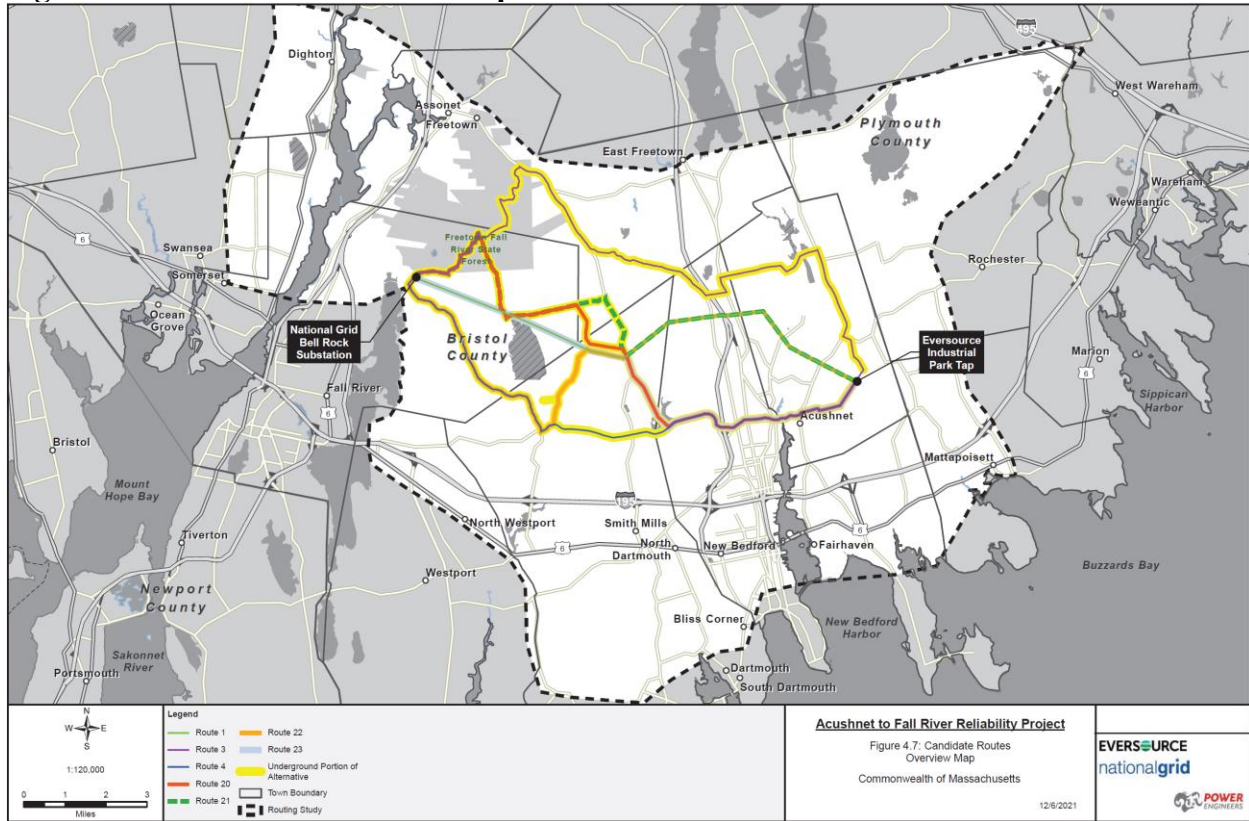 495
Dighton
West Wareham
Assonet
Freetown
Plymouth
County
East Freetown
Wareham
Weweantic
6
Swansea
Somerset
Freetown Fall
River State
Forest
Rochester
Ocean
Grove
National Grid
Bell Rock
Substation
Bristol
County
Eversource
Industrial
Park Tap
Marion
6
Sippican
Harbor
Fall River
6
Acushnet
Bristol
Mattapoisett
Mount
Hope Bay
195
North Westport
Smith Mills
6
Tiverton
6
North
Dartmouth
New Bedford
Fairhaven
Westport
Buzzards Bay
Newport
County
Bliss Corner
New Bedford
Harbor
Sakonnet
River
Portsmouth
Dartmouth
South Dartmouth
N
W E
S
1:120,000
0 1 2 3
Miles
Legend
Route 1
Route 3
Route 4
Route 20
Route 21
Route 22
Route 23
Underground Portion of
Alternative
Town Boundary
Routing Study
Acushnet to Fall River Reliability Project
Figure 4.7: Candidate Routes
Overview Map
Commonwealth of Massachusetts
12/6/2021
EVERSOURCE
nationalgrid
POWER
ENGINEERS